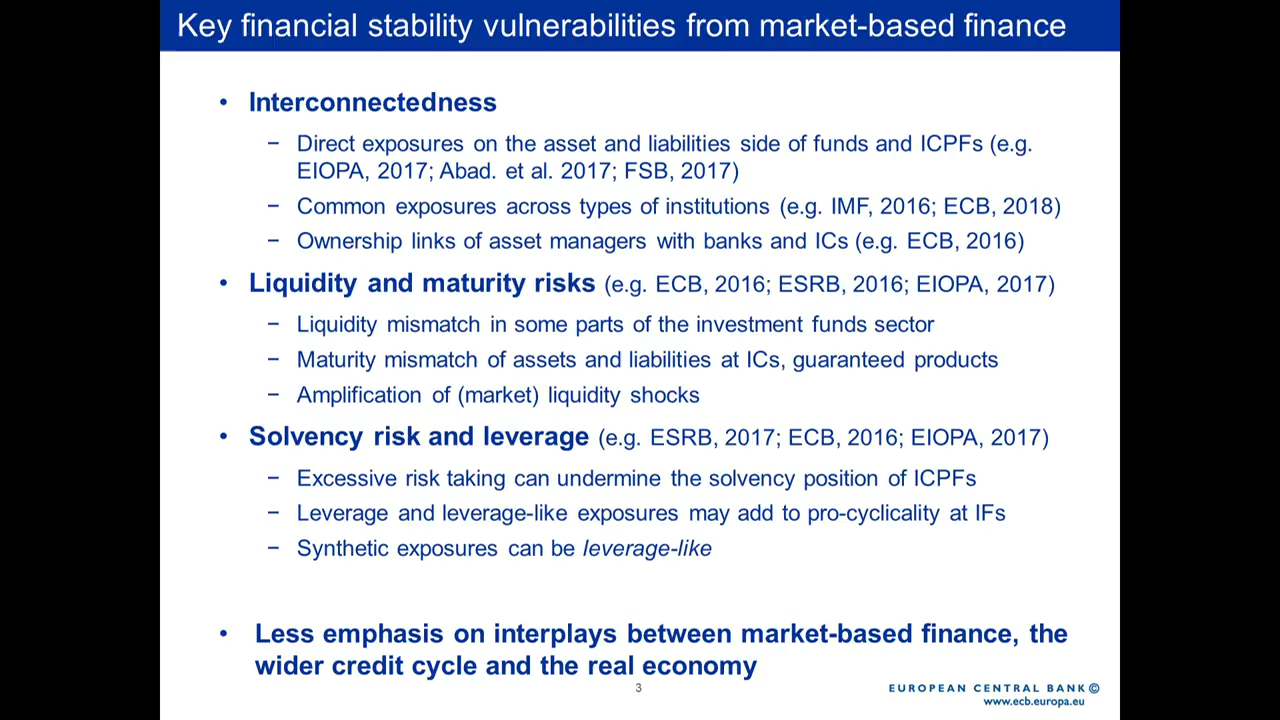 Key financial stability vulnerabilities from market-based finance
• Interconnectedness
− Direct exposures on the asset and liabilities side of funds and ICPFs (e.g.
EIOPA, 2017; Abad. et al. 2017; FSB, 2017)
− Common exposures across types of institutions (e.g. IMF, 2016; ECB, 2018)
− Ownership links of asset managers with banks and ICs (e.g. ECB, 2016)
• Liquidity and maturity risks (e.g. ECB, 2016; ESRB, 2016; EIOPA, 2017)
− Liquidity mismatch in some parts of the investment funds sector
− Maturity mismatch of assets and liabilities at ICs, guaranteed products
− Amplification of (market) liquidity shocks
• Solvency risk and leverage (e.g. ESRB, 2017; ECB, 2016; EIOPA, 2017)
− Excessive risk taking can undermine the solvency position of ICPFs
− Leverage and leverage-like exposures may add to pro-cyclicality at IFs
− Synthetic exposures can be leverage-like
• Less emphasis on interplays between market-based finance, the
wider credit cycle and the real economy
3
EUROPEAN CENTRAL BANK ©
www.ecb.europa.eu